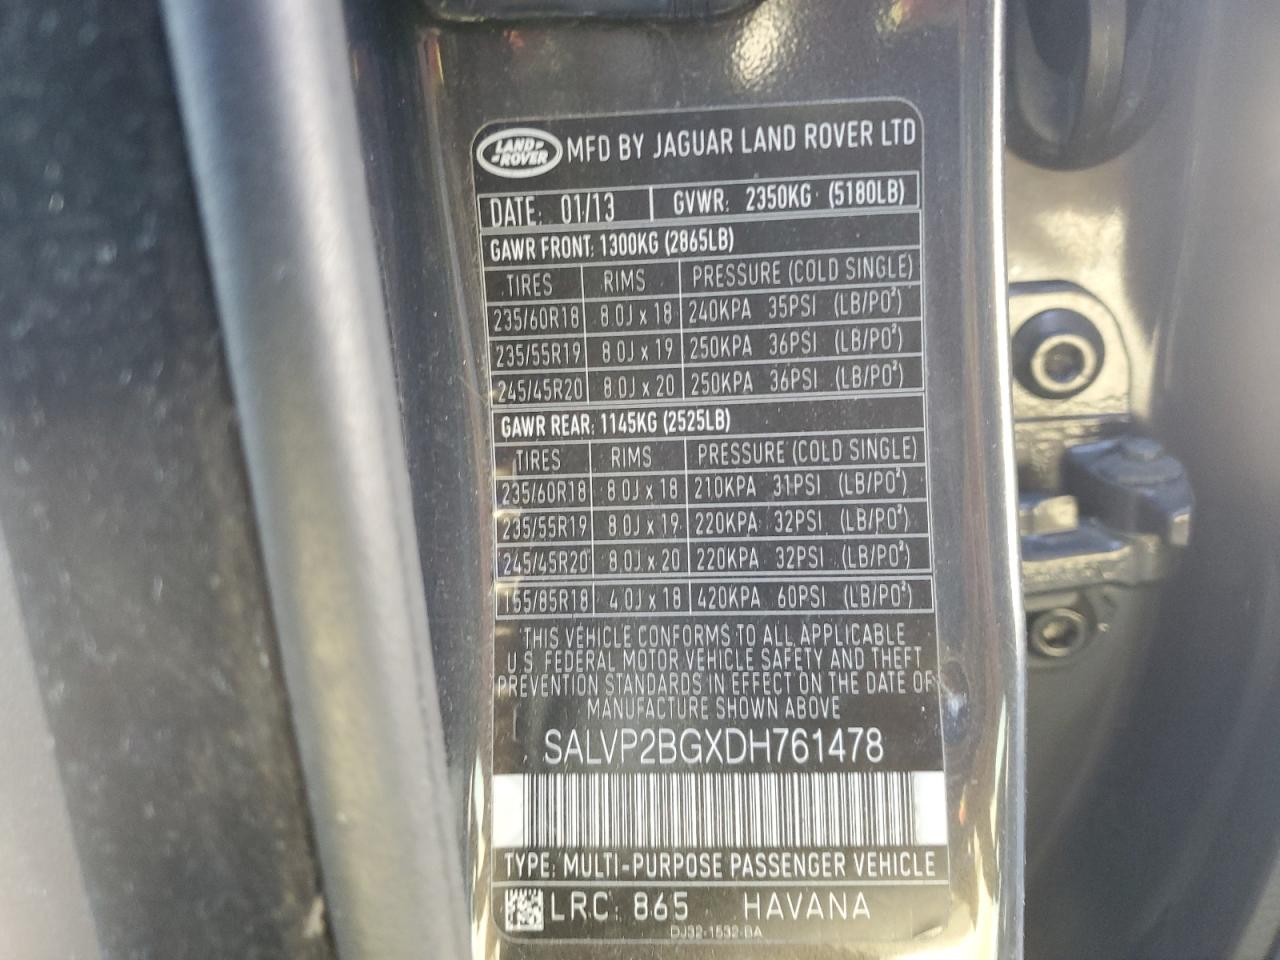 LAND ROVER MFD BY JAGUAR LAND ROVER LTD
DATE: 01/13 GVWR: 2350KG (5180LB)
GAWR FRONT: 1300KG (2865LB)
TIRES RIMS PRESSURE (COLD SINGLE)
235/60R18 8.0J x 18 240KPA 35PSI (LB/PO²)
235/55R19 8.0J x 19 250KPA 36PSI (LB/PO²)
245/45R20 8.0J x 20 250KPA 36PSI (LB/PO²)
GAWR REAR: 1145KG (2525LB)
TIRES RIMS PRESSURE (COLD SINGLE)
235/60R18 8.0J x 18 210KPA 31PSI (LB/PO²)
235/55R19 8.0J x 19 220KPA 32PSI (LB/PO²)
245/45R20 8.0J x 20 220KPA 32PSI (LB/PO²)
155/85R18 4.0J x 18 420KPA 60PSI (LB/PO²)
THIS VEHICLE CONFORMS TO ALL APPLICABLE
U.S. FEDERAL MOTOR VEHICLE SAFETY AND THEFT
PREVENTION STANDARDS IN EFFECT ON THE DATE OF
MANUFACTURE SHOWN ABOVE
SALVP2BGXDH761478
TYPE: MULTI-PURPOSE PASSENGER VEHICLE
LRC: 865 HAVANA
DJ32-1532-BA